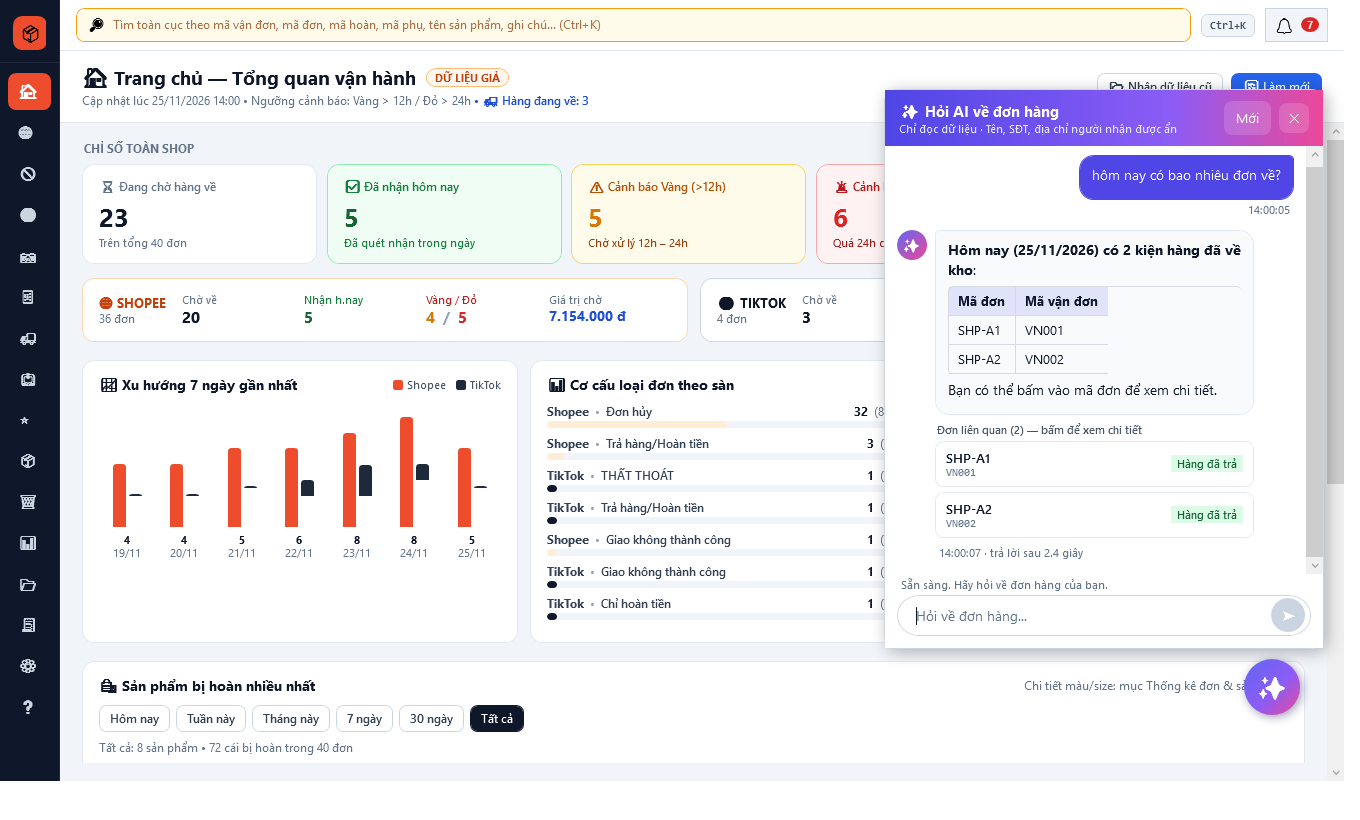 Tìm toàn cục theo mã vận đơn, mã đơn, mã hoàn, mã phụ, tên sản phẩm, ghi chú... (Ctrl+K)
Ctrl+K
7
Trang chủ — Tổng quan vận hành
DỮ LIỆU GIẢ
Cập nhật lúc 25/11/2026 14:00 • Ngưỡng cảnh báo: Vàng > 12h / Đỏ > 24h • Hàng đang về: 3
Nhận dữ liệu cũ
Làm mới
CHỈ SỐ TOÀN SHOP
Đang chờ hàng về
23
Trên tổng 40 đơn
Đã nhận hôm nay
5
Đã quét nhận trong ngày
Cảnh báo Vàng (>12h)
5
Chờ xử lý 12h – 24h
Cảnh
6
Quá 24h
SHOPEE
36 đơn
Chờ về
20
Nhận h.nay
5
Vàng / Đỏ
4 / 5
Giá trị chờ
7.154.000 đ
TIKTOK
4 đơn
Chờ về
3
Xu hướng 7 ngày gần nhất
Shopee
TikTok
4 4 5 6 8 8 5
19/11 20/11 21/11 22/11 23/11 24/11 25/11
Cơ cấu loại đơn theo sàn
Shopee • Đơn hủy 32 (8
Shopee • Trả hàng/Hoàn tiền 3 (
TikTok • THẤT THOÁT 1 (
TikTok • Trả hàng/Hoàn tiền 1 (
Shopee • Giao không thành công 1 (
TikTok • Giao không thành công 1 (
TikTok • Chỉ hoàn tiền 1 (
Sản phẩm bị hoàn nhiều nhất
Chi tiết màu/size: mục Thống kê đơn &
Hôm nay
Tuần này
Tháng này
7 ngày
30 ngày
Tất cả
Tất cả: 8 sản phẩm • 72 cái bị hoàn trong 40 đơn
Hỏi AI về đơn hàng
Chỉ đọc dữ liệu · Tên, SĐT, địa chỉ người nhận được ẩn
Mới
hôm nay có bao nhiêu đơn về?
14:00:05
Hôm nay (25/11/2026) có 2 kiện hàng đã về
kho:
Mã đơn Mã vận đơn
SHP-A1 VN001
SHP-A2 VN002
Bạn có thể bấm vào mã đơn để xem chi tiết.
Đơn liên quan (2) — bấm để xem chi tiết
SHP-A1
VN001
Hàng đã trả
SHP-A2
VN002
Hàng đã trả
14:00:07 · trả lời sau 2.4 giây
Sẵn sàng. Hãy hỏi về đơn hàng của bạn.
Hỏi về đơn hàng...